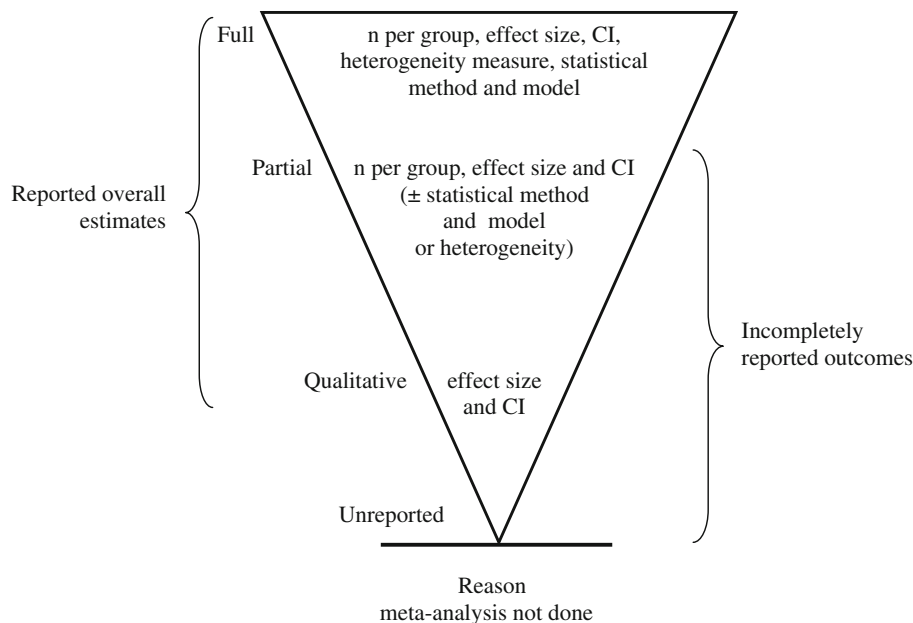 Full
n per group, effect size, CI,
heterogeneity measure, statistical
method and model
Partial
n per group, effect size and CI
(± statistical method
and model
or heterogeneity)
Reported overall
estimates
Incompletely
reported outcomes
Qualitative
effect size
and CI
Unreported
Reason
meta-analysis not done